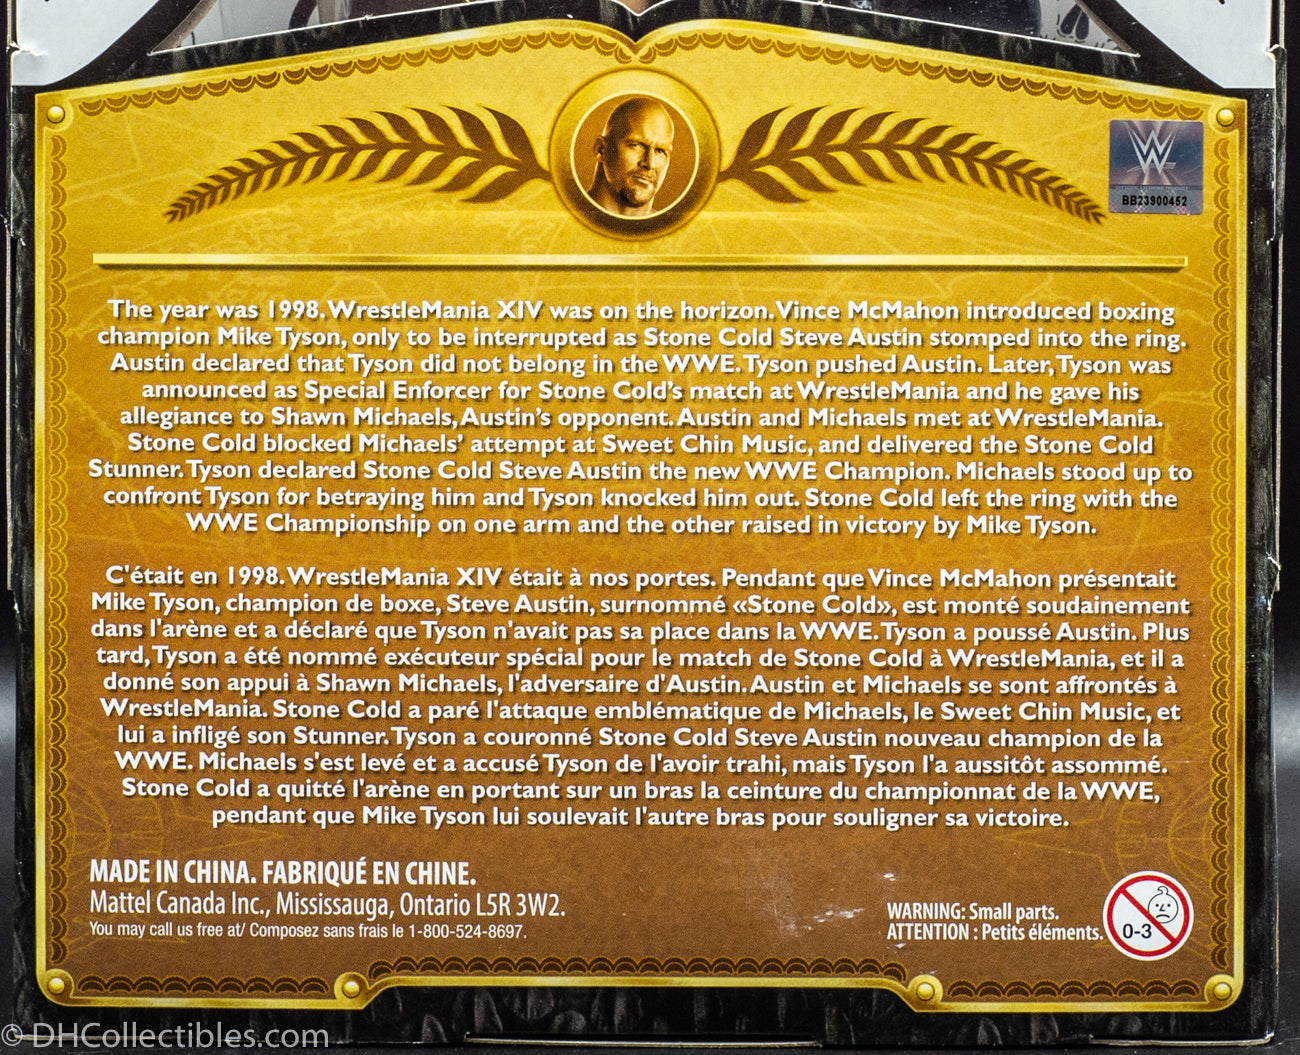 W
BB23900452
The year was 1998. WrestleMania XIV was on the horizon. Vince McMahon introduced boxing
champion Mike Tyson, only to be interrupted as Stone Cold Steve Austin stomped into the ring.
Austin declared that Tyson did not belong in the WWE. Tyson pushed Austin. Later, Tyson was
announced as Special Enforcer for Stone Cold's match at WrestleMania and he gave his
allegiance to Shawn Michaels, Austin's opponent. Austin and Michaels met at WrestleMania.
Stone Cold blocked Michaels' attempt at Sweet Chin Music, and delivered the Stone Cold
Stunner. Tyson declared Stone Cold Steve Austin the new WWE Champion. Michaels stood up to
confront Tyson for betraying him and Tyson knocked him out. Stone Cold left the ring with the
WWE Championship on one arm and the other raised in victory by Mike Tyson.
C'était en 1998. WrestleMania XIV était à nos portes. Pendant que Vince McMahon présentait
Mike Tyson, champion de boxe, Steve Austin, surnommé «Stone Cold», est monté soudainement
dans l'arène et a déclaré que Tyson n'avait pas sa place dans la WWE. Tyson a poussé Austin. Plus
tard, Tyson a été nommé exécuteur spécial pour le match de Stone Cold à WrestleMania, et il a
donné son appui à Shawn Michaels, l'adversaire d'Austin. Austin et Michaels se sont affrontés à
WrestleMania. Stone Cold a paré l'attaque emblématique de Michaels, le Sweet Chin Music, et
lui a infligé son Stunner. Tyson a couronné Stone Cold Steve Austin nouveau champion de la
WWE. Michaels s'est levé et a accusé Tyson de l'avoir trahi, mais Tyson l'a aussitôt assommé.
Stone Cold a quitté l'arène en portant sur un bras la ceinture du championnat de la WWE,
pendant que Mike Tyson lui soulevait l'autre bras pour souligner sa victoire.
MADE IN CHINA. FABRIQUÉ EN CHINE.
Mattel Canada Inc., Mississauga, Ontario L5R 3W2.
You may call us free at/ Composez sans frais le 1-800-524-8697.
WARNING: Small parts.
ATTENTION : Petits éléments.
0-3
© DHCollectibles.com